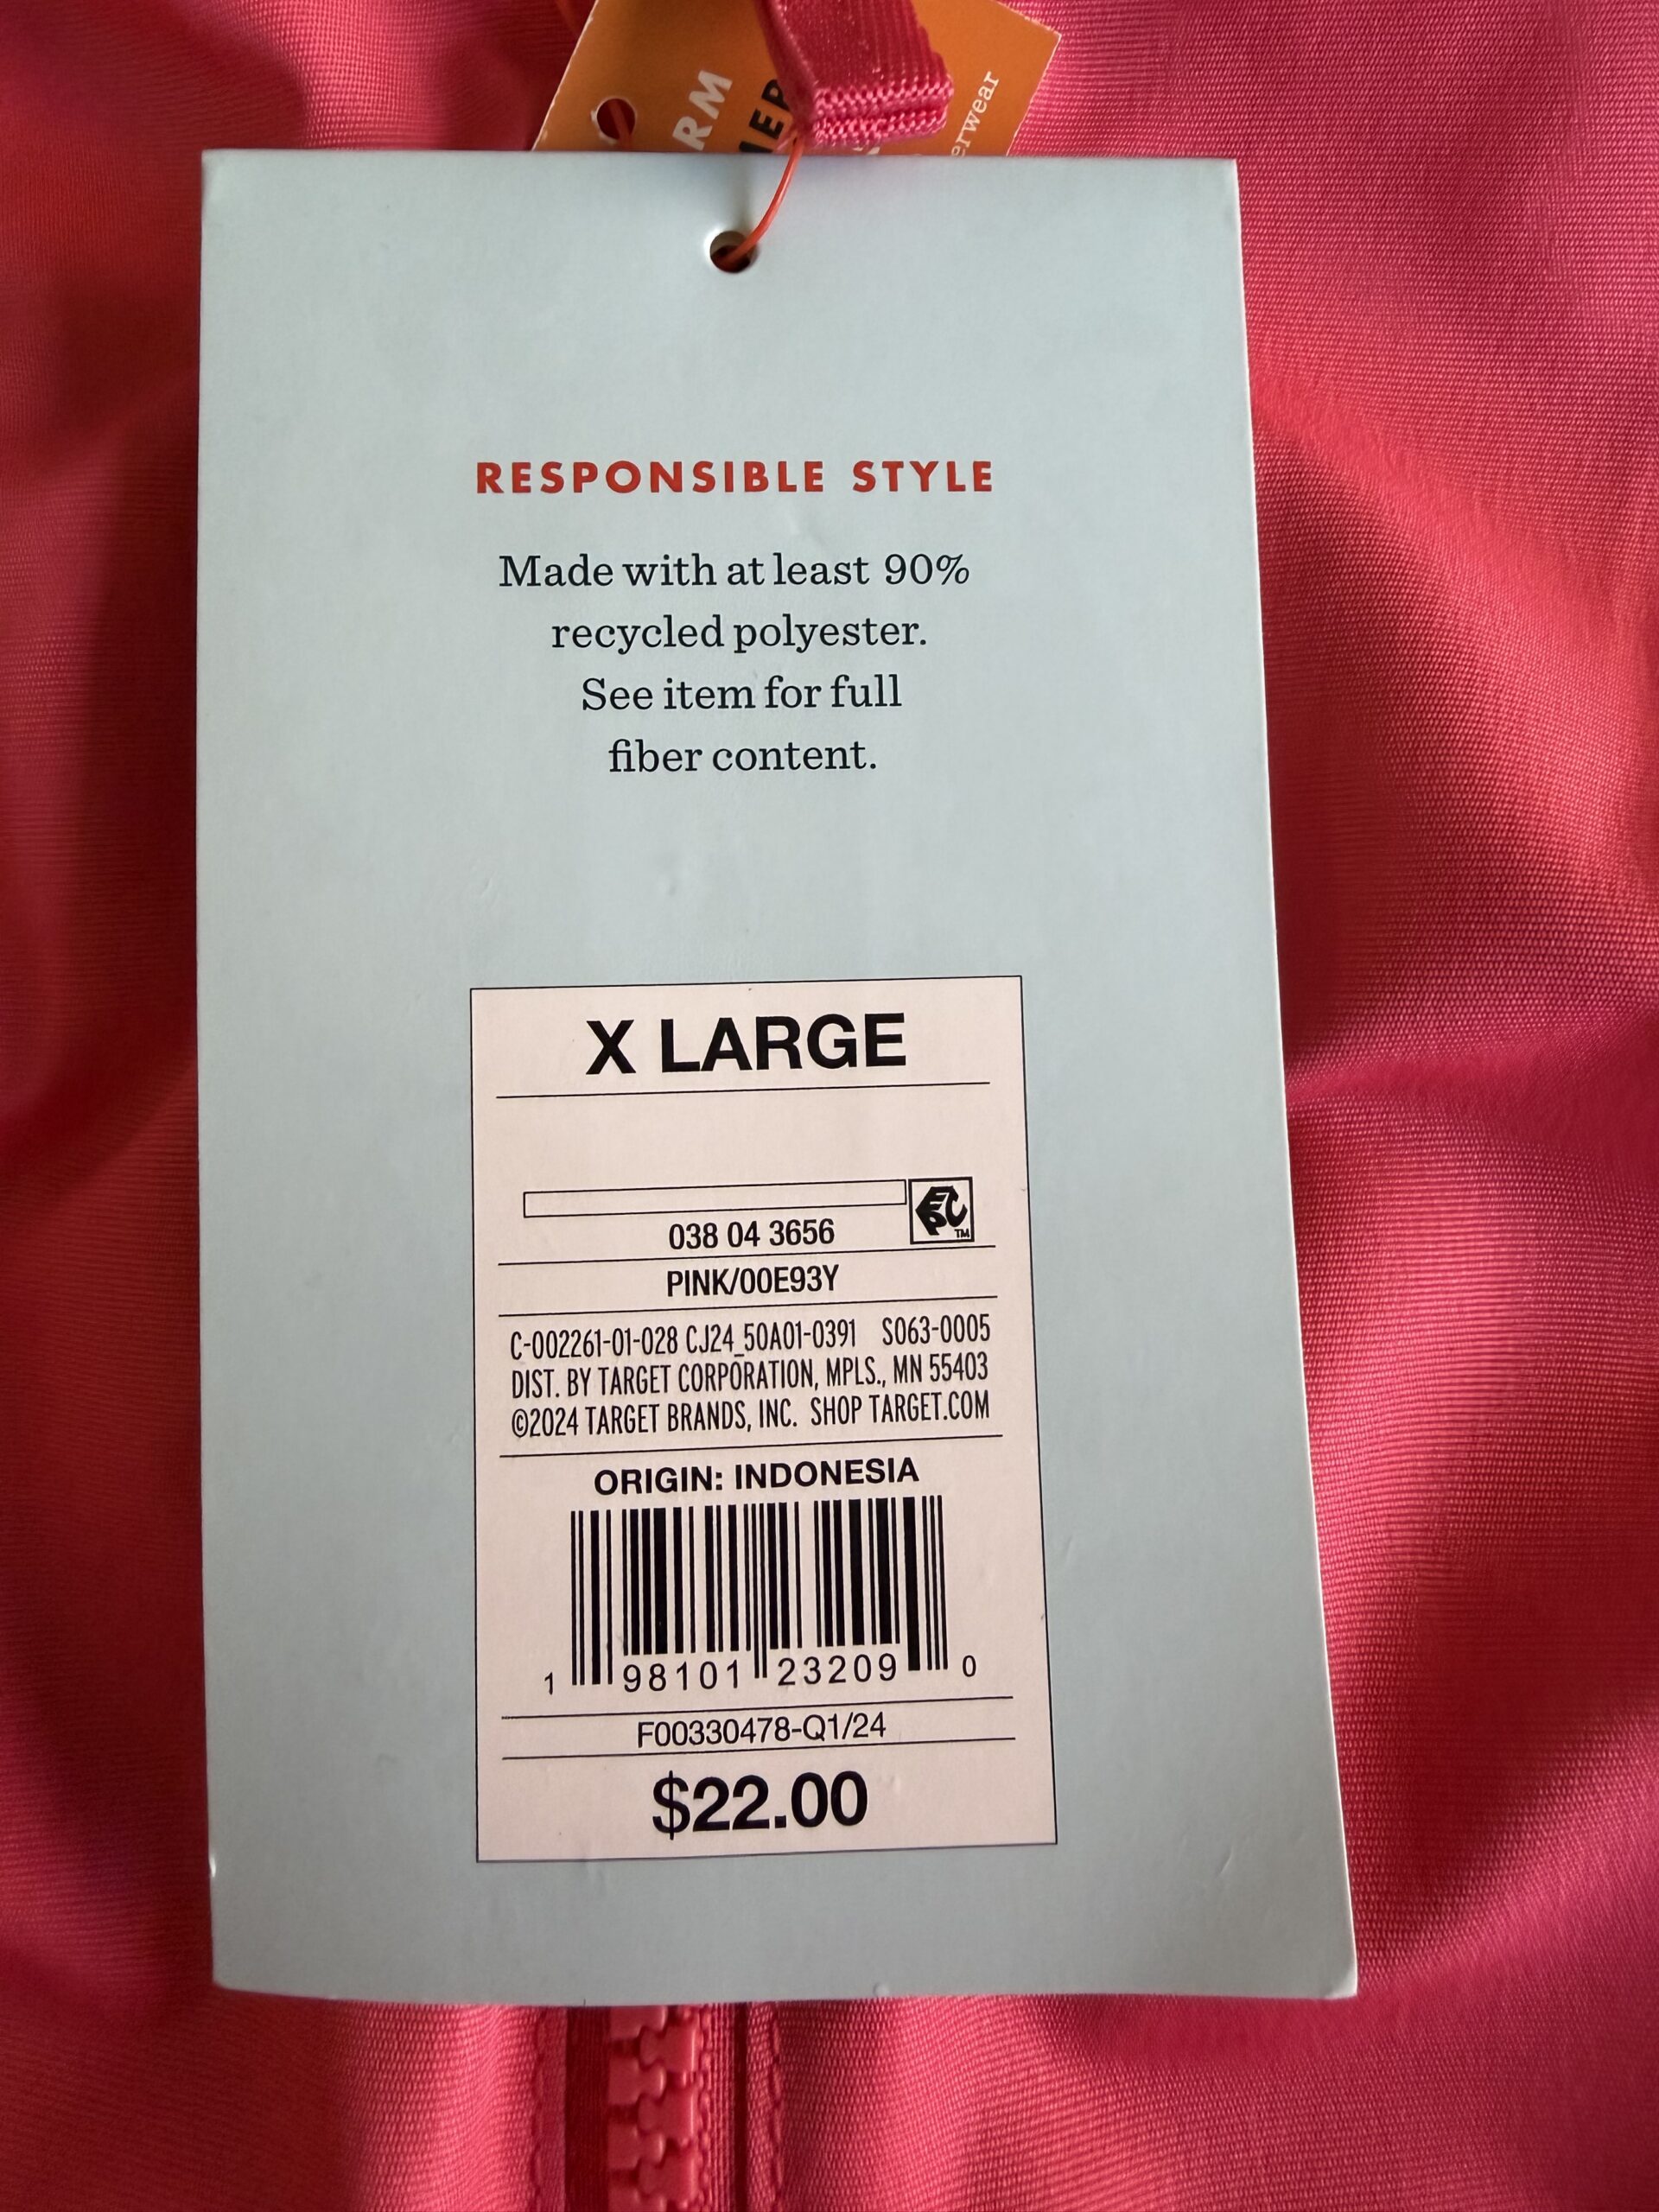 RM
RESPONSIBLE STYLE
Made with at least 90%
recycled polyester.
See item for full
fiber content.
X LARGE
038 04 3656
PINK/00E93Y
C-002261-01-028 CJ24_50A01-0391 S063-0005
DIST. BY TARGET CORPORATION, MPLS., MN 55403
©2024 TARGET BRANDS, INC. SHOP TARGET.COM
ORIGIN: INDONESIA
1 98101 23209 0
F00330478-Q1/24
$22.00